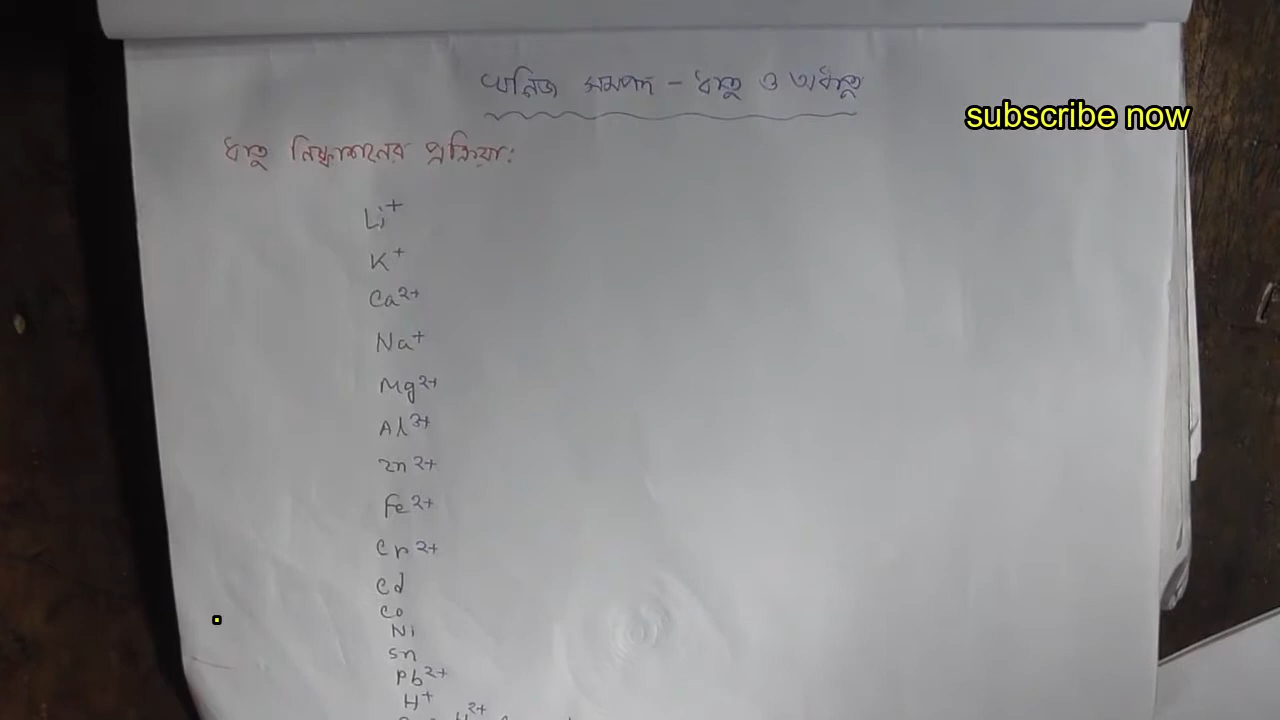 খনিজ সম্পদ - ধাতু ও অধাতু
subscribe now
ধাতু নিষ্কাশনের প্রক্রিয়া:
Li+
K+
Ca2+
Na+
Mg2+
Al3+
Zn2+
Fe2+
Cr2+
Cd
Co
Ni
Sn
Pb2+
H+